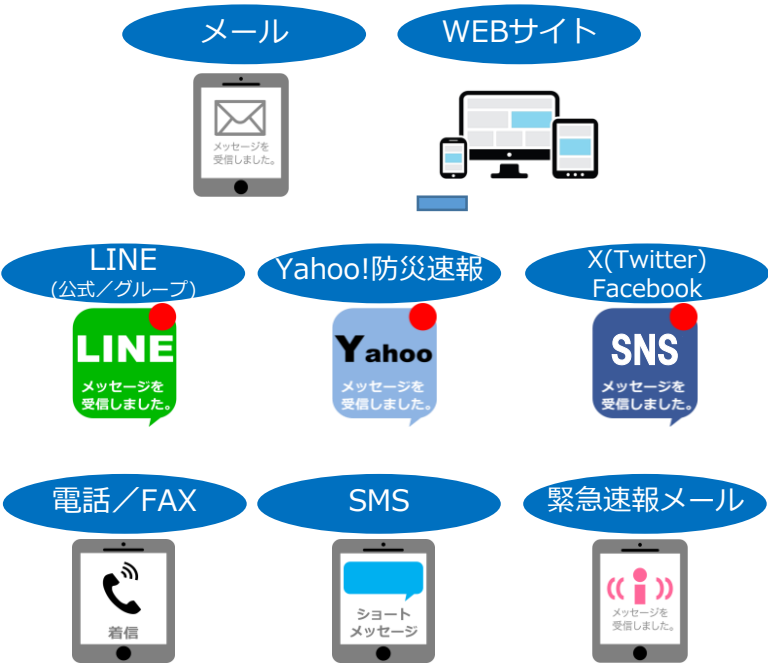 メール
WEBサイト
メッセージを
受信しました。
LINE
(公式／グループ)
Yahoo!防災速報
X(Twitter)
Facebook
LINE
メッセージを
受信しました。
Yahoo
メッセージを
受信しました。
SNS
メッセージを
受信しました。
電話／FAX
SMS
緊急速報メール
着信
ショート
メッセージ
メッセージを
受信しました。